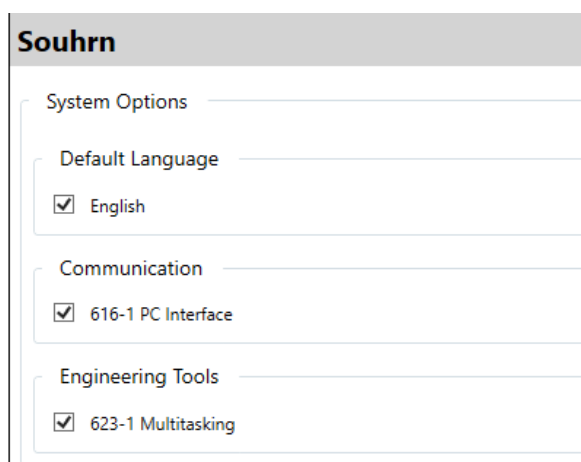 Souhrn
System Options
Default Language
English
Communication
616-1 PC Interface
Engineering Tools
623-1 Multitasking